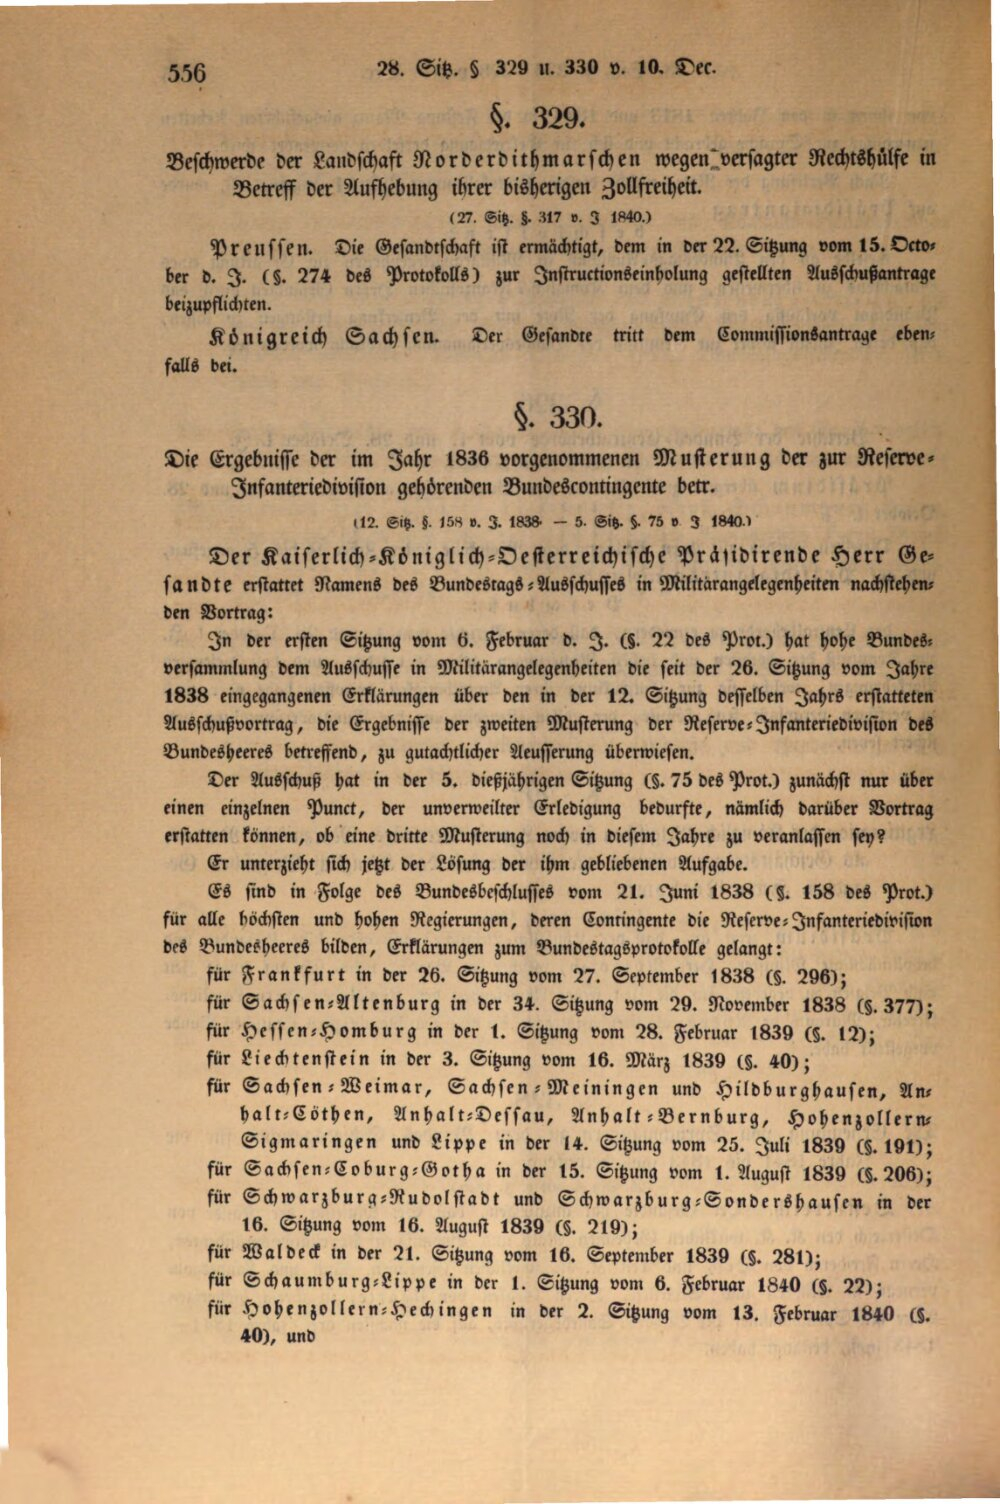 556
28. Sitz. § 329 u. 330 v. 10. Dec.
§. 329.
Beschwerde der Landschaft Norderdithmarschen wegen versagter Rechtshülfe in
Betreff der Aufhebung ihrer bisherigen Zollfreiheit.
(27. Sitz. §. 317 v. J 1840.)
Preussen. Die Gesandtschaft ist ermächtigt, dem in der 22. Sitzung vom 15. Octo-
ber d. J. (§. 274 des Protokolls) zur Instructionseinholung gestellten Ausschußantrage
beizupflichten.
Königreich Sachsen. Der Gesandte tritt dem Commissionsantrage eben-
falls bei.
§. 330.
Die Ergebnisse der im Jahr 1836 vorgenommenen Musterung der zur Reserve-
Infanteriedivision gehörenden Bundescontingente betr.
(12. Sitz. §. 158 v. J. 1838. — 5. Sitz. §. 75 v. J 1840.)
Der Kaiserlich-Königlich-Oesterreichische Präsidirende Herr Ge-
sandte erstattet Namens des Bundestags-Ausschusses in Militärangelegenheiten nachstehen-
den Vortrag:
In der ersten Sitzung vom 6. Februar d. J. (§. 22 des Prot.) hat hohe Bundes-
versammlung dem Ausschusse in Militärangelegenheiten die seit der 26. Sitzung vom Jahre
1838 eingegangenen Erklärungen über den in der 12. Sitzung desselben Jahrs erstatteten
Ausschußvortrag, die Ergebnisse der zweiten Musterung der Reserve-Infanteriedivision des
Bundesheeres betreffend, zu gutachtlicher Aeusserung überwiesen.
Der Ausschuß hat in der 5. dießjährigen Sitzung (§. 75 des Prot.) zunächst nur über
einen einzelnen Punct, der unverweilter Erledigung bedurfte, nämlich darüber Vortrag
erstatten können, ob eine dritte Musterung noch in diesem Jahre zu veranlassen sey?
Er unterzieht sich jetzt der Lösung der ihm gebliebenen Aufgabe.
Es sind in Folge des Bundesbeschlusses vom 21. Juni 1838 (§. 158 des Prot.)
für alle höchsten und hohen Regierungen, deren Contingente die Reserve-Infanteriedivision
des Bundesheeres bilden, Erklärungen zum Bundestagsprotokolle gelangt:
für Frankfurt in der 26. Sitzung vom 27. September 1838 (§. 296);
für Sachsen-Altenburg in der 34. Sitzung vom 29. November 1838 (§. 377);
für Hessen-Homburg in der 1. Sitzung vom 28. Februar 1839 (§. 12);
für Liechtenstein in der 3. Sitzung vom 16. März 1839 (§. 40);
für Sachsen-Weimar, Sachsen-Meiningen und Hildburghausen, An-
halt-Cöthen, Anhalt-Dessau, Anhalt-Bernburg, Hohenzollern-
Sigmaringen und Lippe in der 14. Sitzung vom 25. Juli 1839 (§. 191);
für Sachsen-Coburg-Gotha in der 15. Sitzung vom 1. August 1839 (§. 206);
für Schwarzburg-Rudolstadt und Schwarzburg-Sondershausen in der
16. Sitzung vom 16. August 1839 (§. 219);
für Waldeck in der 21. Sitzung vom 16. September 1839 (§. 281);
für Schaumburg-Lippe in der 1. Sitzung vom 6. Februar 1840 (§. 22);
für Hohenzollern-Hechingen in der 2. Sitzung vom 13. Februar 1840 (§.
40), und